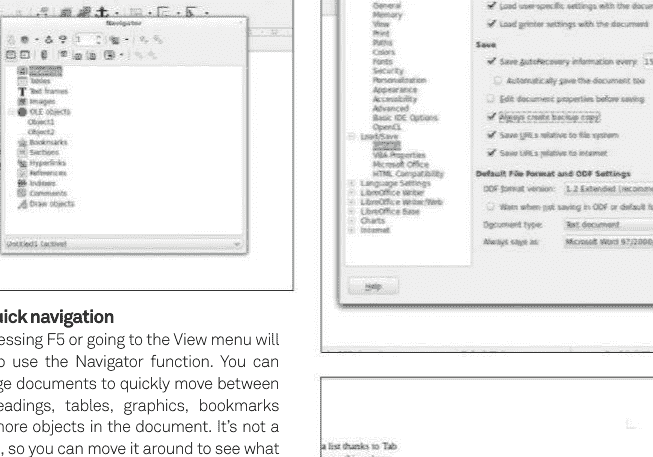 Navigator
1
Tables
Text frames
Images
OLE objects
Object1
Object2
Bookmarks
Sections
Hyperlinks
References
Indexes
Comments
Draw objects
Untitled1 (active)
uick navigation
essing F5 or going to the View menu will
o use the Navigator function. You can
ge documents to quickly move between
eadings, tables, graphics, bookmarks
nore objects in the document. It's not a
, so you can move it around to see what
General
Memory
View
Print
Paths
Colors
Fonts
Security
Personalization
Appearance
Accessibility
Advanced
Basic IDE Options
OpenCL
Load/Save
General
VBA Properties
Microsoft Office
HTML Compatibility
Language Settings
LibreOffice Writer
LibreOffice Writer/Web
LibreOffice Base
Charts
Internet
Help
Load user-specific settings with the docum
Load printer settings with the document
Save
Save AutoRecovery information every: 15
Automatically save the document too
Edit document properties before saving
Always create backup copy
Save URLs relative to file system
Save URLs relative to internet
Default File Format and ODF Settings
ODF format version: 1.2 Extended (recomme
Warn when not saving in ODF or default fo
Document type: Text document
Always save as: Microsoft Word 97/2000/
a list thanks to Tab